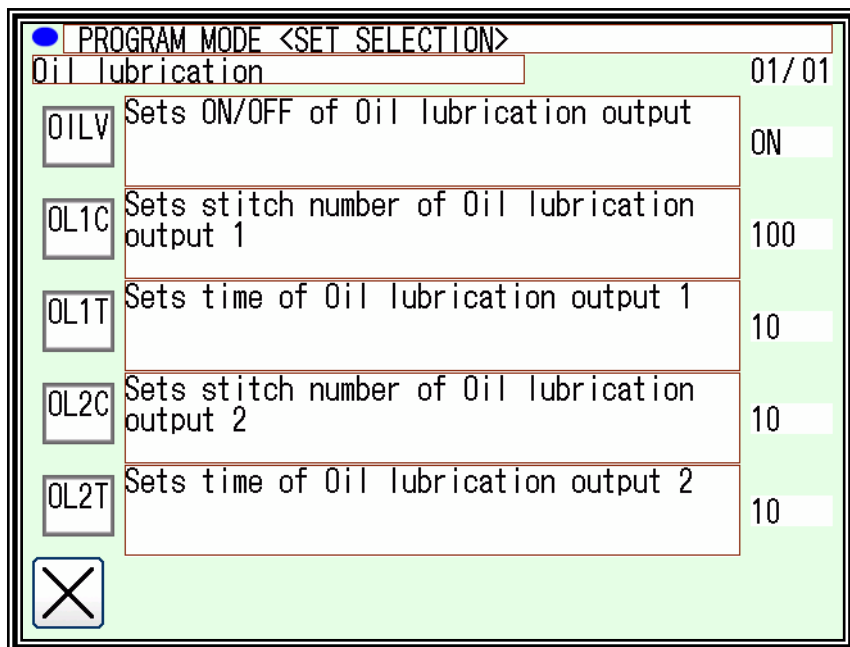 PROGRAM MODE <SET SELECTION>
Oil lubrication
01/01
OILV
Sets ON/OFF of Oil lubrication output
ON
OL1C
Sets stitch number of Oil lubrication
output 1
100
OL1T
Sets time of Oil lubrication output 1
10
OL2C
Sets stitch number of Oil lubrication
output 2
10
OL2T
Sets time of Oil lubrication output 2
10